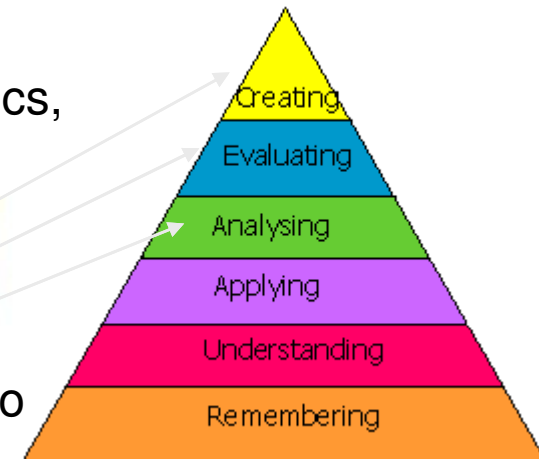 cs,
Creating
Evaluating
Analysing
Applying
Understanding
o
Remembering